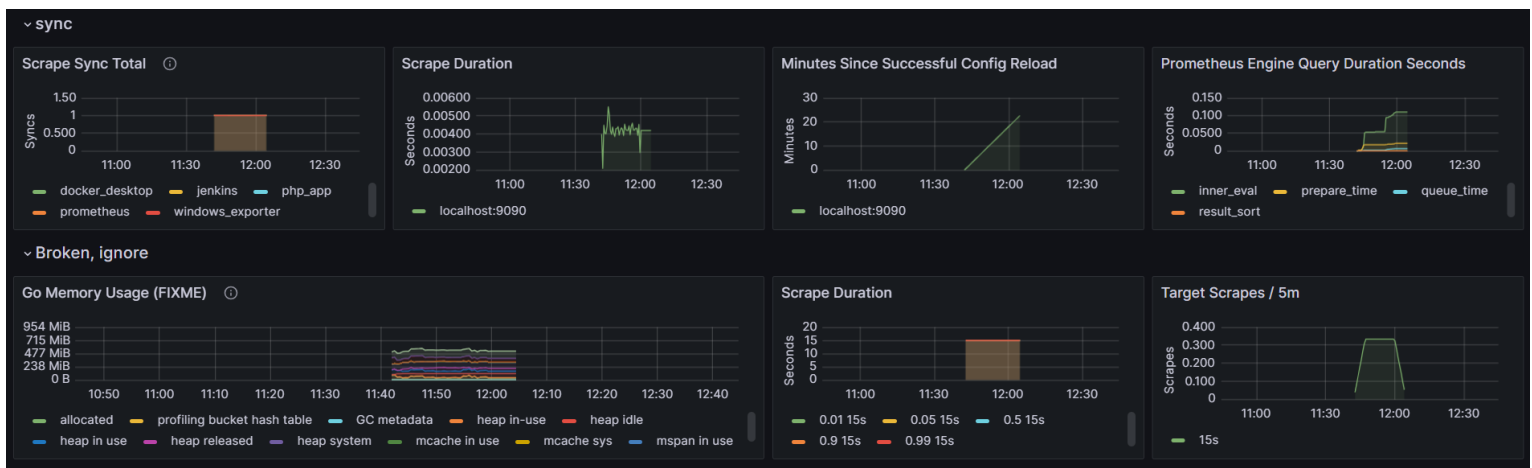 sync
Scrape Sync Total
1.50
1
0.500
0
Syncs
11:00 11:30 12:00 12:30
docker_desktop jenkins php_app
prometheus windows_exporter
Scrape Duration
0.00600
0.00500
0.00400
0.00300
0.00200
Seconds
11:00 11:30 12:00 12:30
localhost:9090
Minutes Since Successful Config Reload
30
20
10
0
Minutes
11:00 11:30 12:00 12:30
localhost:9090
Prometheus Engine Query Duration Seconds
0.150
0.100
0.0500
0
Seconds
11:00 11:30 12:00 12:30
inner_eval prepare_time queue_time
result_sort
Broken, ignore
Go Memory Usage (FIXME)
954 MiB
715 MiB
477 MiB
238 MiB
0 B
10:50 11:00 11:10 11:20 11:30 11:40 11:50 12:00 12:10 12:20 12:30 12:40
allocated profiling bucket hash table GC metadata heap in-use heap idle
heap in use heap released heap system mcache in use mcache sys mspan in use
Scrape Duration
20
15
10
5
0
Seconds
11:00 11:30 12:00 12:30
0.01 15s 0.05 15s 0.5 15s
0.9 15s 0.99 15s
Target Scrapes / 5m
0.400
0.300
0.200
0.100
0
Scrapes
11:00 11:30 12:00 12:30
15s